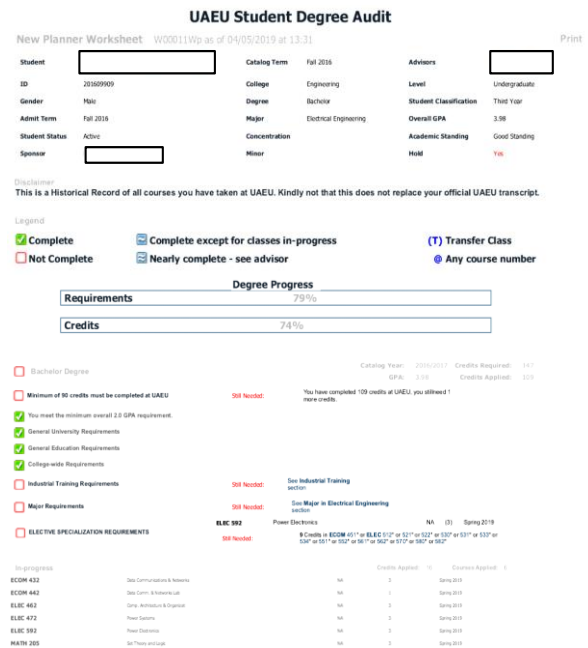 UAEU Student Degree Audit
New Planner Worksheet W00011Wp as of 04/05/2019 at 13:31 Print
Student Catalog Term Fall 2016 Advisors
ID 201609909 College Engineering Level Undergraduate
Gender Male Degree Bachelor Student Classification Third Year
Admit Term Fall 2016 Major Electrical Engineering Overall GPA 3.98
Student Status Active Concentration Academic Standing Good Standing
Sponsor Minor Hold Yes
Disclaimer
This is a Historical Record of all courses you have taken at UAEU. Kindly not that this does not replace your official UAEU transcript.
Legend
Complete Complete except for classes in-progress (T) Transfer Class
Not Complete Nearly complete - see advisor @ Any course number
Degree Progress
Requirements 79%
Credits 74%
Bachelor Degree Catalog Year: 2016/2017 Credits Required: 147
GPA: 3.98 Credits Applied: 109
Minimum of 90 credits must be completed at UAEU Still Needed: You have completed 109 credits at UAEU, you stillneed 1
more credits.
You meet the minimum overall 2.0 GPA requirement.
General University Requirements
General Education Requirements
College-wide Requirements
Industrial Training Requirements Still Needed: See Industrial Training
section
Major Requirements Still Needed: See Major in Electrical Engineering
section
ELEC 592 Power Electronics NA (3) Spring 2019
ELECTIVE SPECIALIZATION REQUIREMENTS Still Needed: 9 Credits in ECOM 451* or ELEC 512* or 521* or 522* or 530* or 531* or 533* or
534* or 551* or 552* or 561* or 562* or 570* or 580* or 582*
In-progress Credits Applied: Courses Applied:
ECOM 432 Data Communications & Networks NA 3 Spring 2019
ECOM 442 Data Comm. & Networks Lab NA 1 Spring 2019
ELEC 462 Comp. Architecture & Organizat NA 3 Spring 2019
ELEC 472 Power Systems NA 3 Spring 2019
ELEC 592 Power Electronics NA 3 Spring 2019
MATH 205 Set Theory and Logic NA 3 Spring 2019